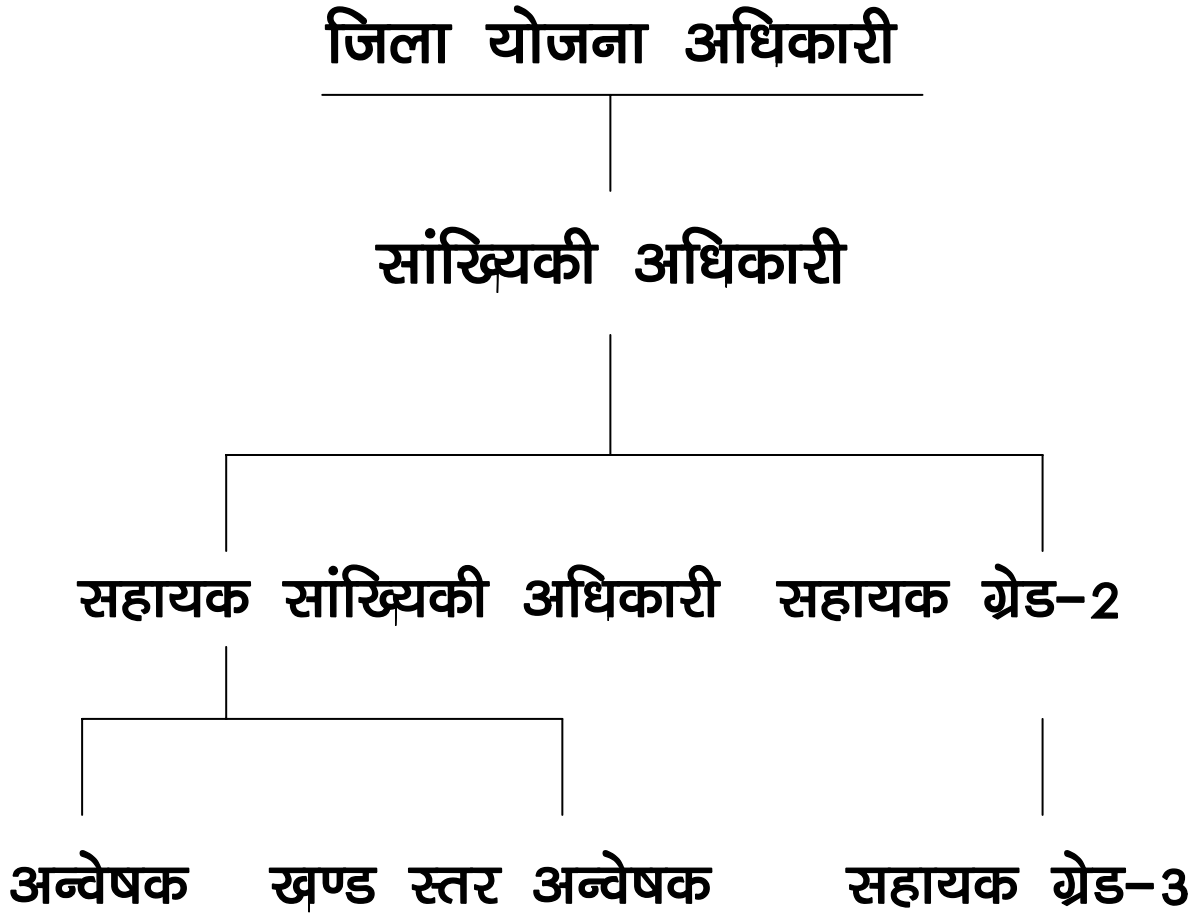 जिला योजना अधिकारी
सांख्यिकी अधिकारी
सहायक सांख्यिकी अधिकारी सहायक ग्रेड-2
अन्वेषक खण्ड स्तर अन्वेषक सहायक ग्रेड-3